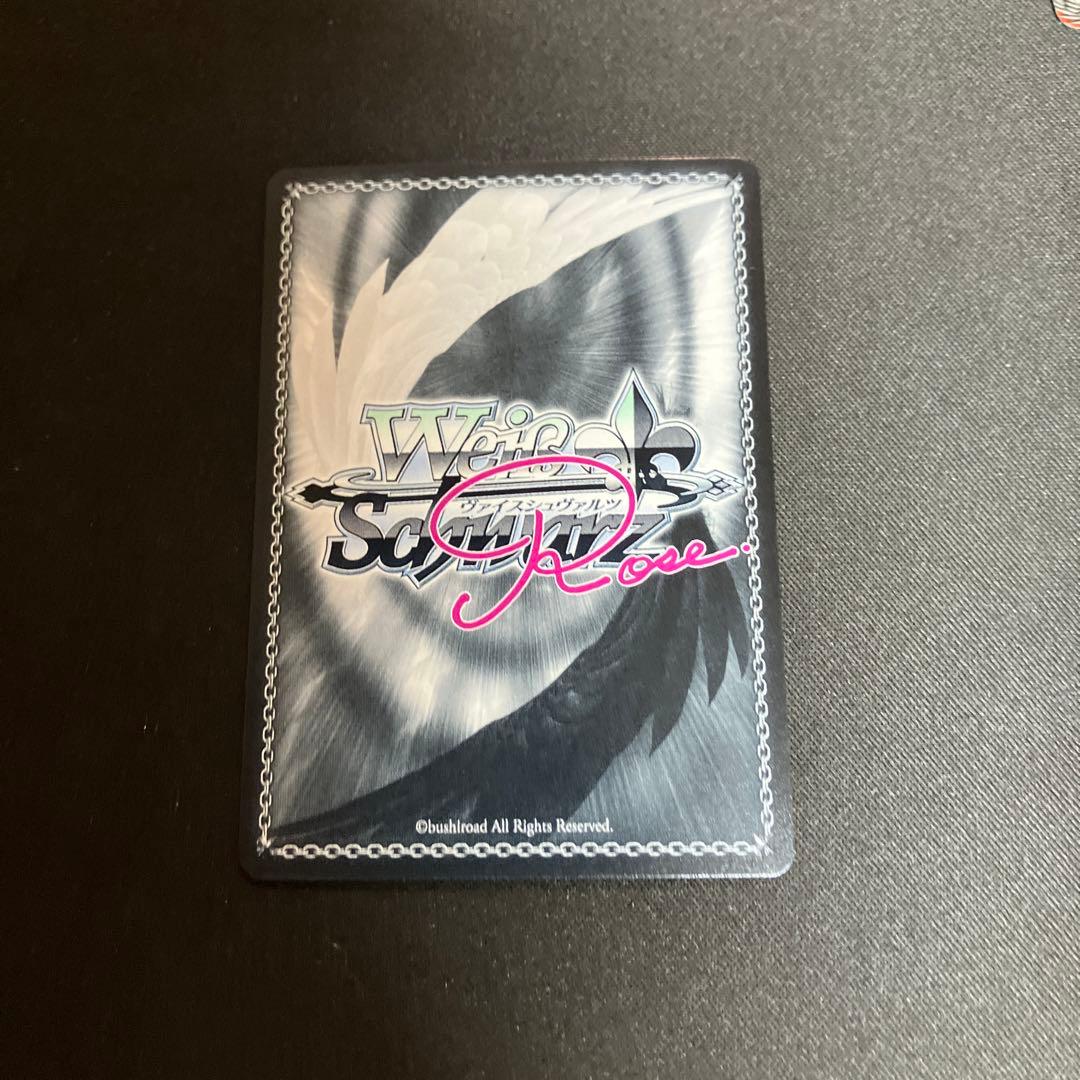 Weiß
ヴァイスシュヴァルツ
Schwarz
Rose.
©bushiroad All Rights Reserved.